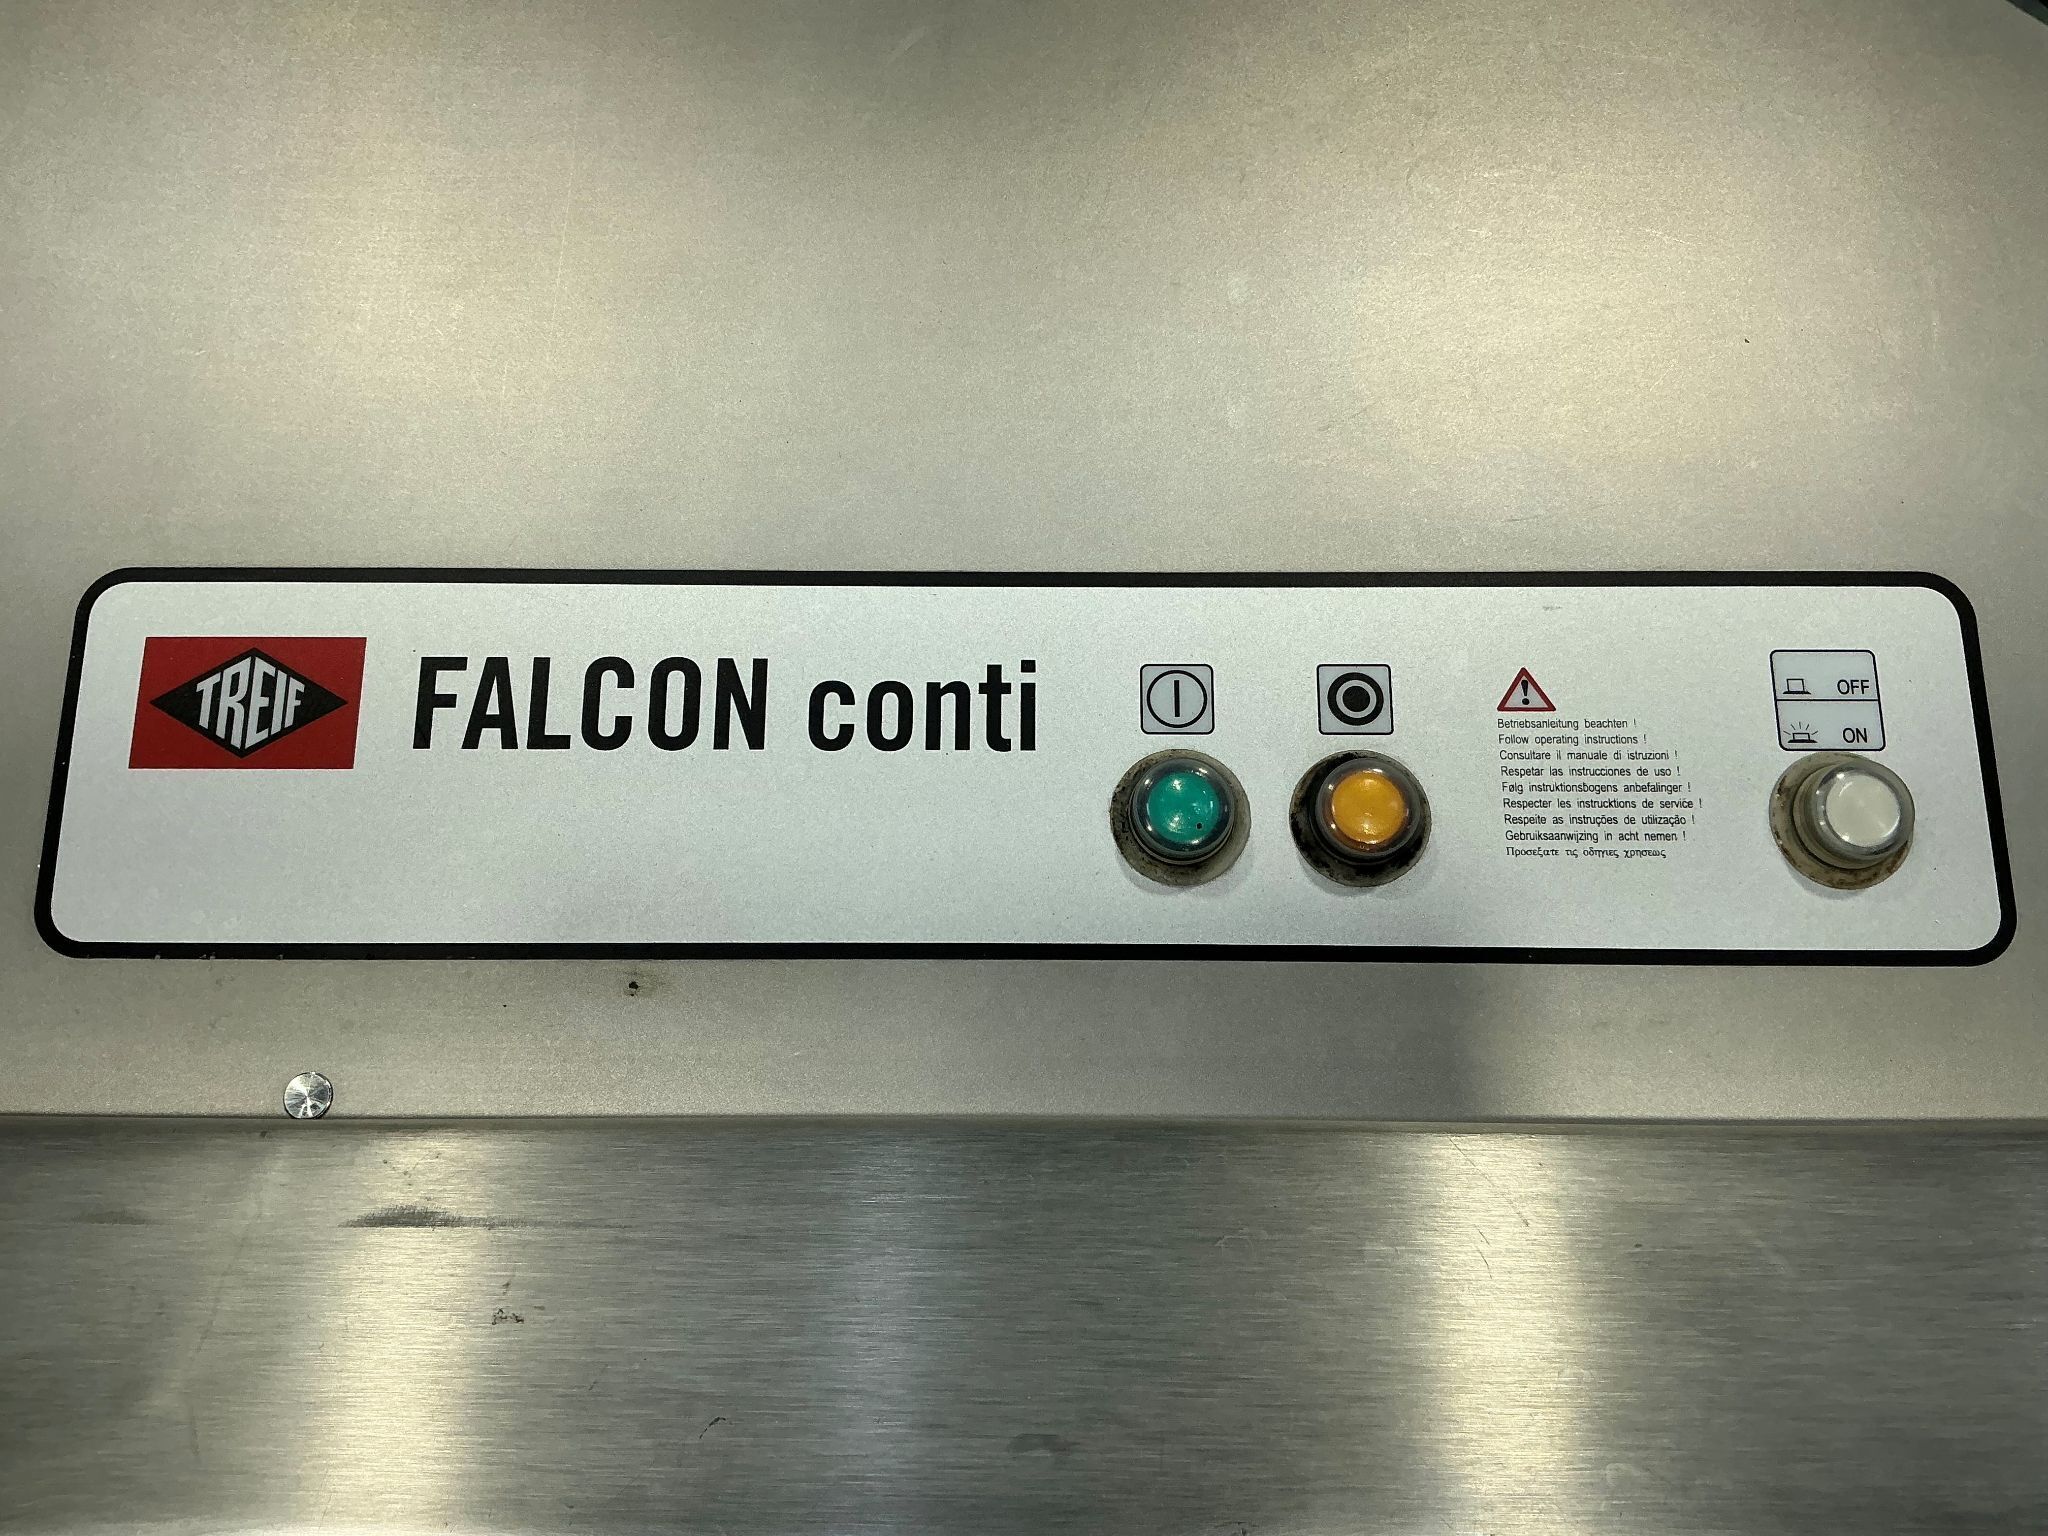 TREIF
FALCON conti
OFF
ON
Betriebsanleitung beachten !
Follow operating instructions !
Consultare il manuale di istruzioni !
Respetar las instrucciones de uso !
Følg instruktionsbogens anbefalinger !
Respecter les instrucktions de service !
Respeite as instruções de utilização !
Gebruiksaanwijzing in acht nemen !
Προσεξατε τις οδηγιες χρησεως